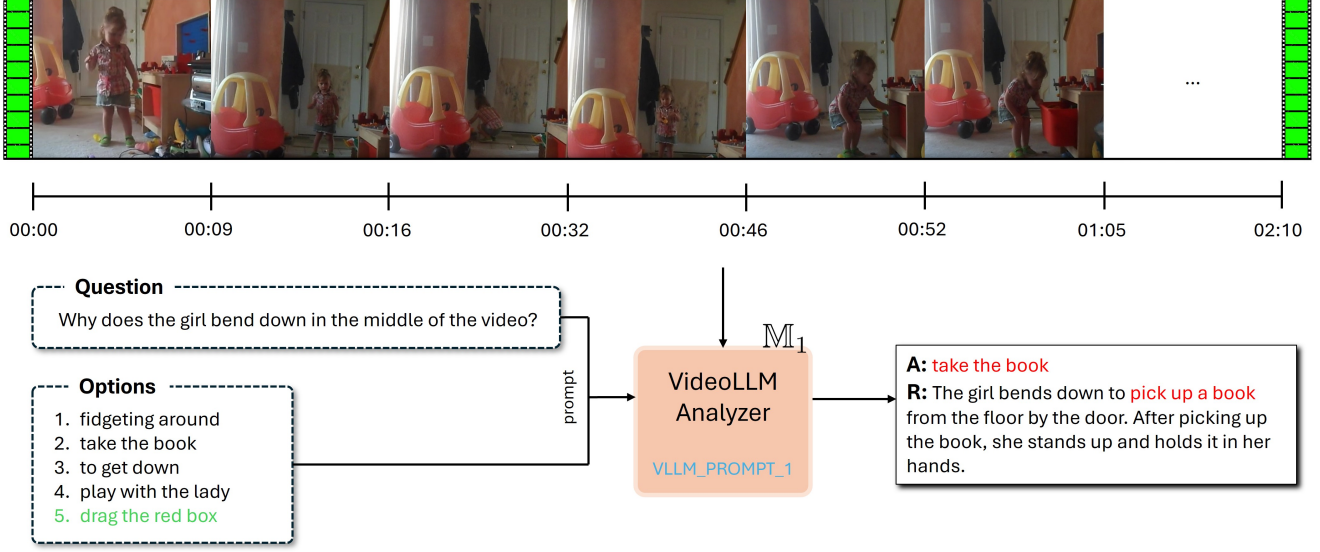 ...
00:00 00:09 00:16 00:32 00:46 00:52 01:05 02:10
Question
Why does the girl bend down in the middle of the video?
Options
1. fidgeting around
2. take the book
3. to get down
4. play with the lady
5. drag the red box
prompt
𝕄1
VideoLLM
Analyzer
VLLM_PROMPT_1
A: take the book
R: The girl bends down to pick up a book
from the floor by the door. After picking up
the book, she stands up and holds it in her
hands.